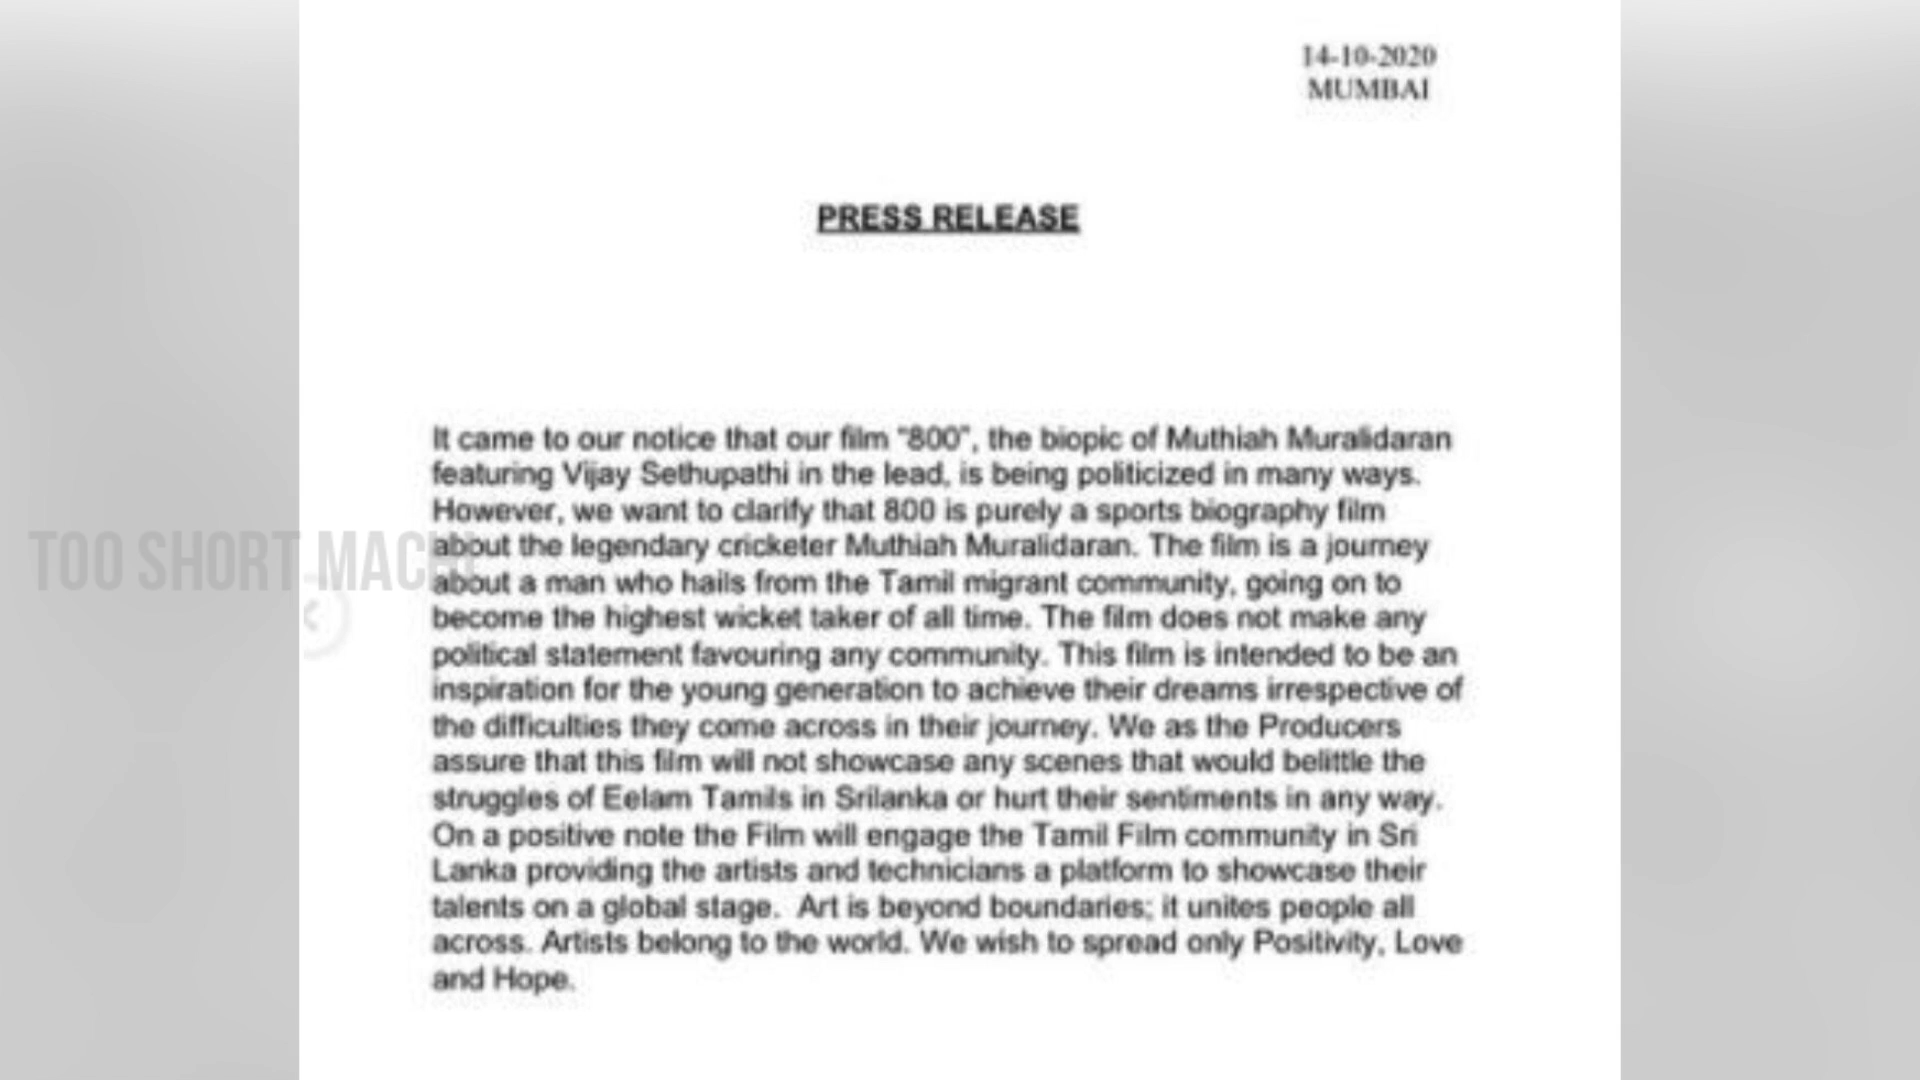 14-10-2020
MUMBAI
PRESS RELEASE
It came to our notice that our film "800", the biopic of Muthiah Muralidaran
featuring Vijay Sethupathi in the lead, is being politicized in many ways.
However, we want to clarify that 800 is purely a sports biography film
about the legendary cricketer Muthiah Muralidaran. The film is a journey
about a man who hails from the Tamil migrant community, going on to
become the highest wicket taker of all time. The film does not make any
political statement favouring any community. This film is intended to be an
inspiration for the young generation to achieve their dreams irrespective of
the difficulties they come across in their journey. We as the Producers
assure that this film will not showcase any scenes that would belittle the
struggles of Eelam Tamils in Srilanka or hurt their sentiments in any way.
On a positive note the Film will engage the Tamil Film community in Sri
Lanka providing the artists and technicians a platform to showcase their
talents on a global stage.  Art is beyond boundaries; it unites people all
across. Artists belong to the world. We wish to spread only Positivity, Love
and Hope.
TOO SHORT